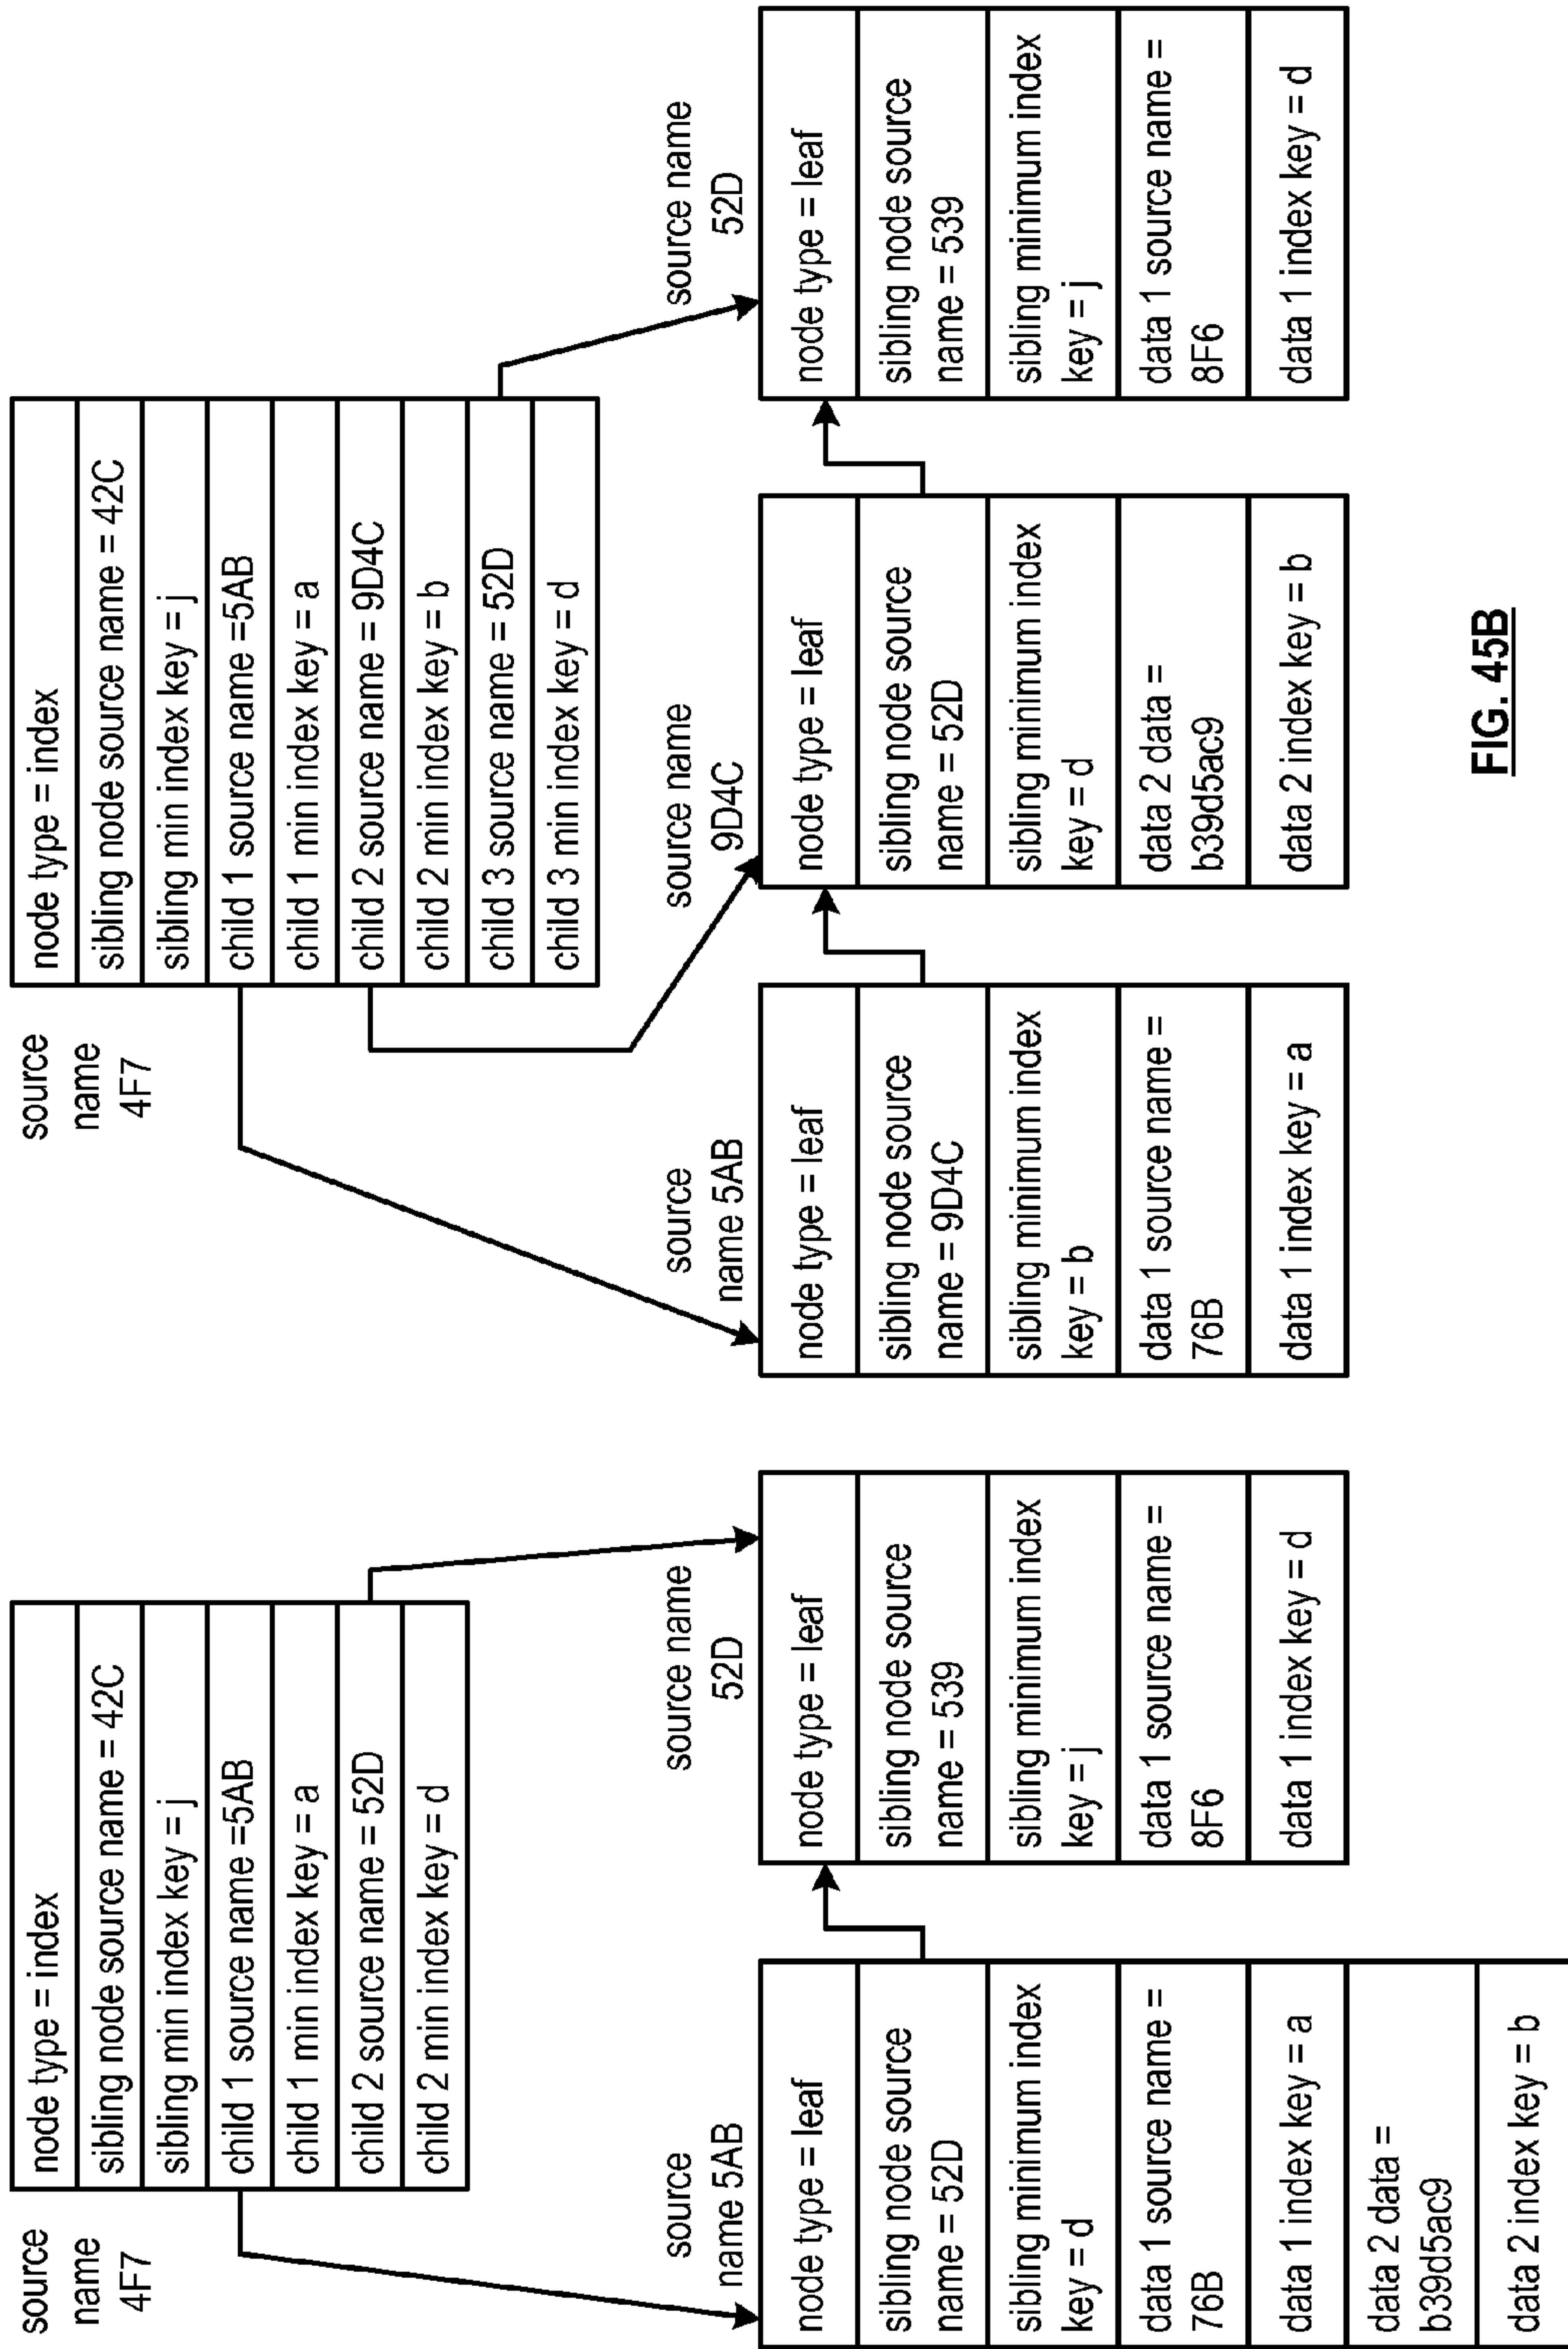 source
name
4F7
node type = index
sibling node source name = 42C
sibling min index key = j
child 1 source name =5AB
child 1 min index key = a
child 2 source name = 52D
child 2 min index key = d
source
name 5AB
node type = leaf
sibling node source
name = 52D
sibling minimum index
key = d
data 1 source name =
76B
data 1 index key = a
data 2 data =
b39d5ac9
data 2 index key = b
source name
52D
node type = leaf
sibling node source
name = 539
sibling minimum index
key = j
data 1 source name =
8F6
data 1 index key = d
source
name
4F7
node type = index
sibling node source name = 42C
sibling min index key = j
child 1 source name =5AB
child 1 min index key = a
child 2 source name = 9D4C
child 2 min index key = b
child 3 source name = 52D
child 3 min index key = d
source
name 5AB
node type = leaf
sibling node source
name = 9D4C
sibling minimum index
key = b
data 1 source name =
76B
data 1 index key = a
source name
9D4C
node type = leaf
sibling node source
name = 52D
sibling minimum index
key = d
data 2 data =
b39d5ac9
data 2 index key = b
source name
52D
node type = leaf
sibling node source
name = 539
sibling minimum index
key = j
data 1 source name =
8F6
data 1 index key = d
FIG. 45B